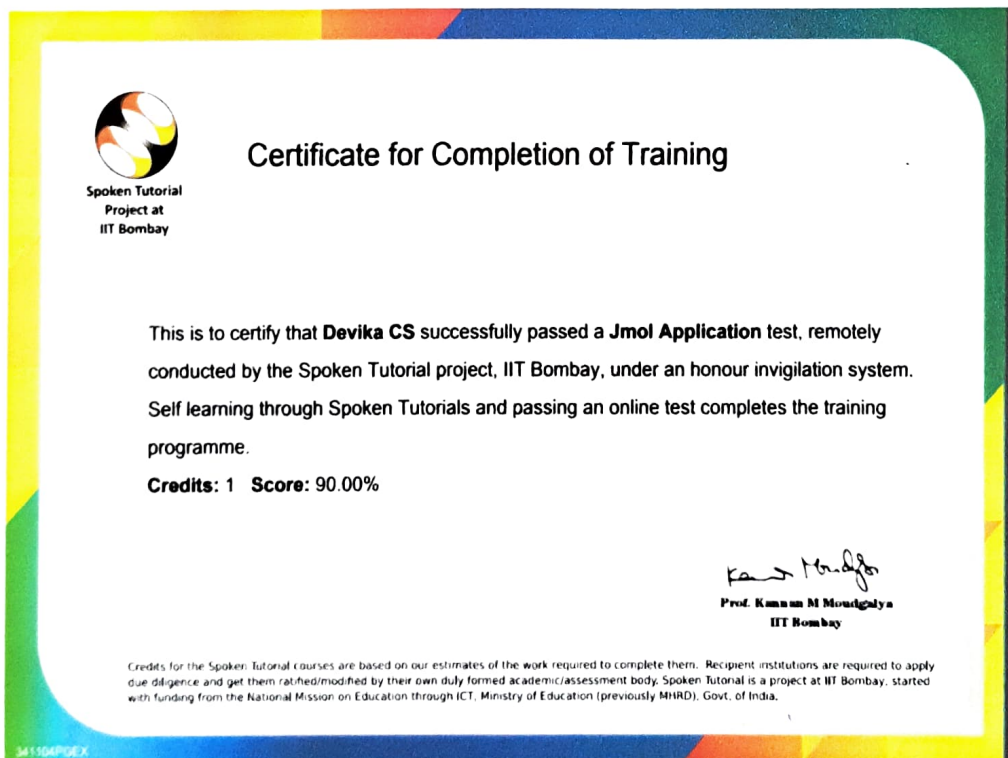 Spoken Tutorial
Project at
IIT Bombay
Certificate for Completion of Training
This is to certify that Devika CS successfully passed a Jmol Application test, remotely
conducted by the Spoken Tutorial project, IIT Bombay, under an honour invigilation system.
Self learning through Spoken Tutorials and passing an online test completes the training
programme.
Credits: 1 Score: 90.00%
Prof. Kannan M Moudgalya
IIT Bombay
Credits for the Spoken Tutorial courses are based on our estimates of the work required to complete them. Recipient institutions are required to apply
due diligence and get them ratified/modified by their own duly formed academic/assessment body. Spoken Tutorial is a project at IIT Bombay, started
with funding from the National Mission on Education through ICT, Ministry of Education (previously MHRD), Govt. of India.
341104PGEX